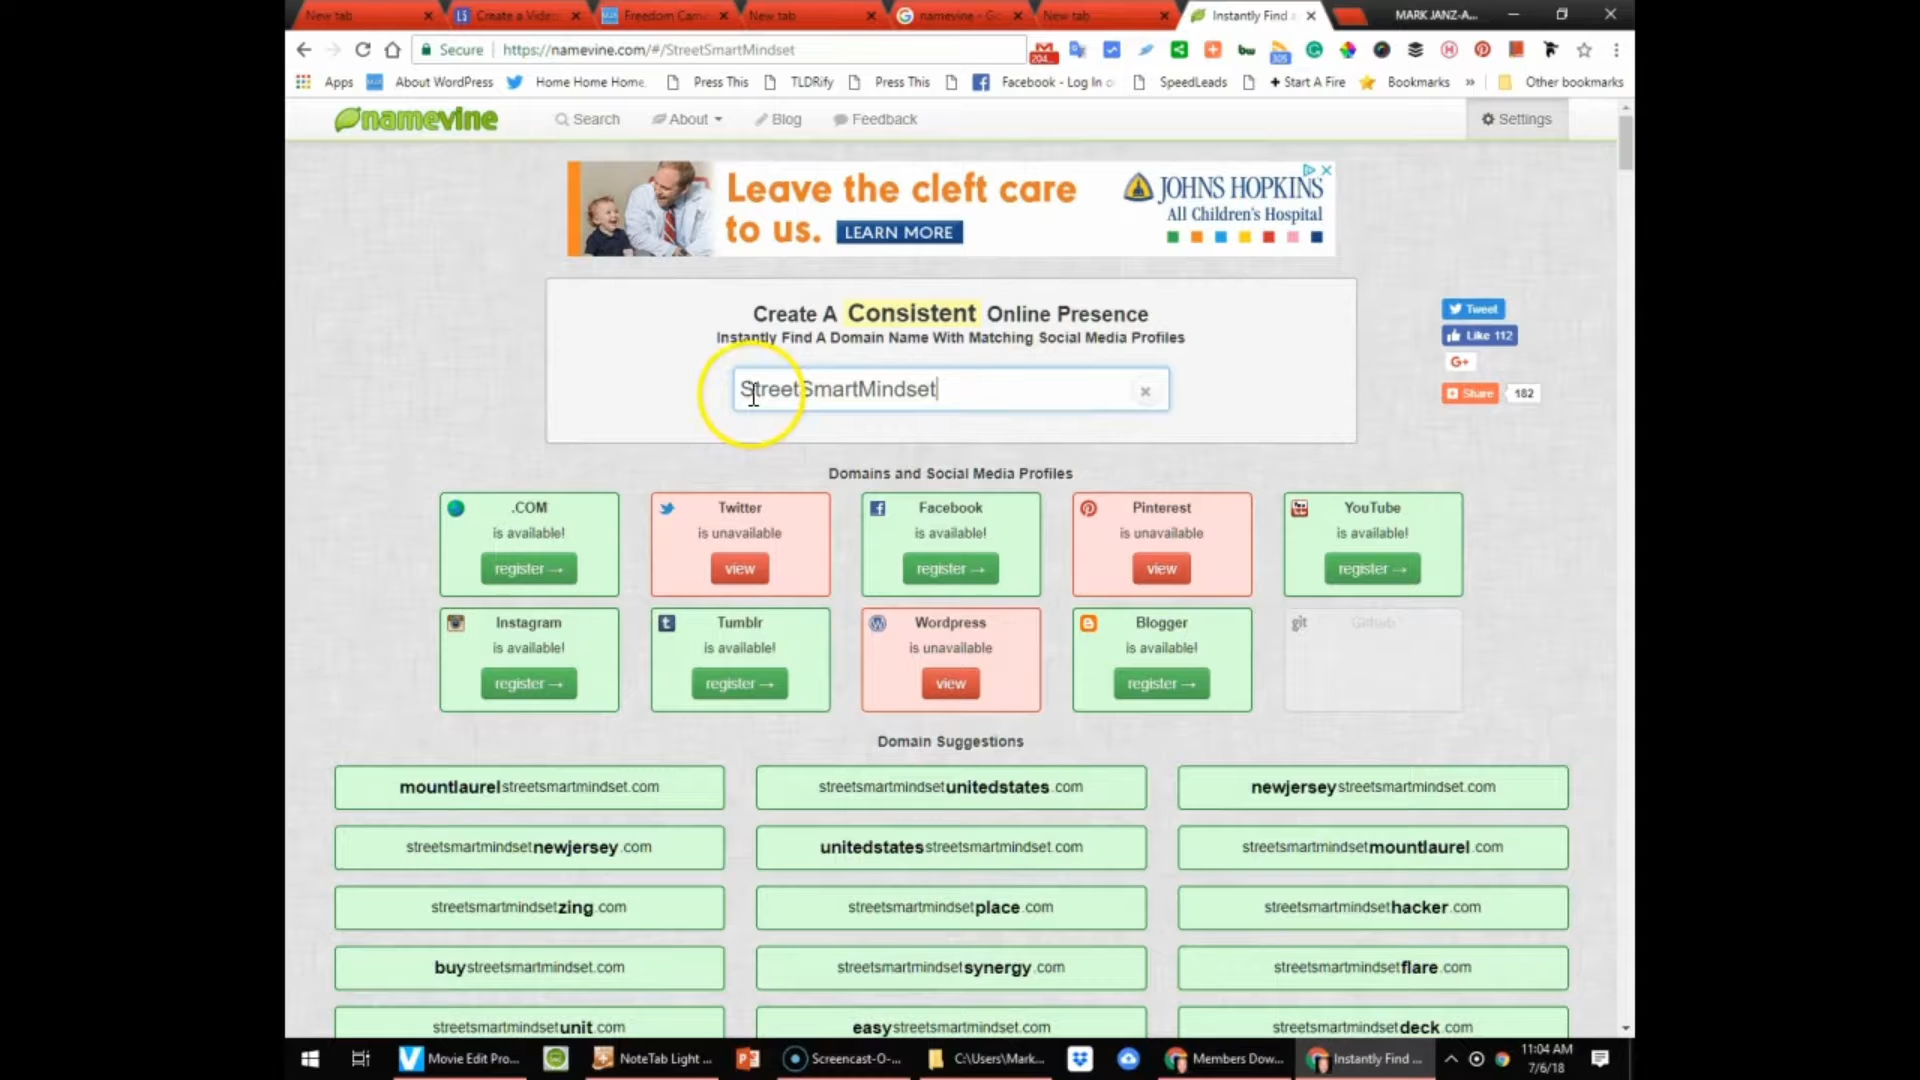 New tab
Create a Video
Freedom Cam
New tab
namevine - G
New tab
Instantly Find a
MARK JANZ-A...
Secure
https://namevine.com/#/StreetSmartMindset
204...
bw
305
Apps
About WordPress
Home Home Home.
Press This
TLDRify
Press This
Facebook - Log In o
SpeedLeads
+ Start A Fire
Bookmarks
»
Other bookmarks
namevine
Search
About
Blog
Feedback
Settings
Leave the cleft care
to us.
LEARN MORE
JOHNS HOPKINS
All Children's Hospital
Create A Consistent Online Presence
Instantly Find A Domain Name With Matching Social Media Profiles
StreetSmartMindset
Tweet
Like 112
G+
Share
182
Domains and Social Media Profiles
.COM
is available!
register →
Twitter
is unavailable
view
Facebook
is available!
register →
Pinterest
is unavailable
view
YouTube
is available!
register →
Instagram
is available!
register →
Tumblr
is available!
register →
Wordpress
is unavailable
view
Blogger
is available!
register →
git
Github
Domain Suggestions
mountlaurelstreetsmartmindset.com
streetsmartmindsetunitedstates.com
newjerseystreetsmartmindset.com
streetsmartmindsetnewjersey.com
unitedstatesstreetsmartmindset.com
streetsmartmindsetmountlaurel.com
streetsmartmindsetzing.com
streetsmartmindsetplace.com
streetsmartmindsethacker.com
buystreetsmartmindset.com
streetsmartmindsetsynergy.com
streetsmartmindsetflare.com
streetsmartmindsetunit.com
easystreetsmartmindset.com
streetsmartmindsetdeck.com
Movie Edit Pro...
NoteTab Light ...
Screencast-O-...
C:\Users\Mark...
Members Dow...
Instantly Find ...
11:04 AM
7/6/18